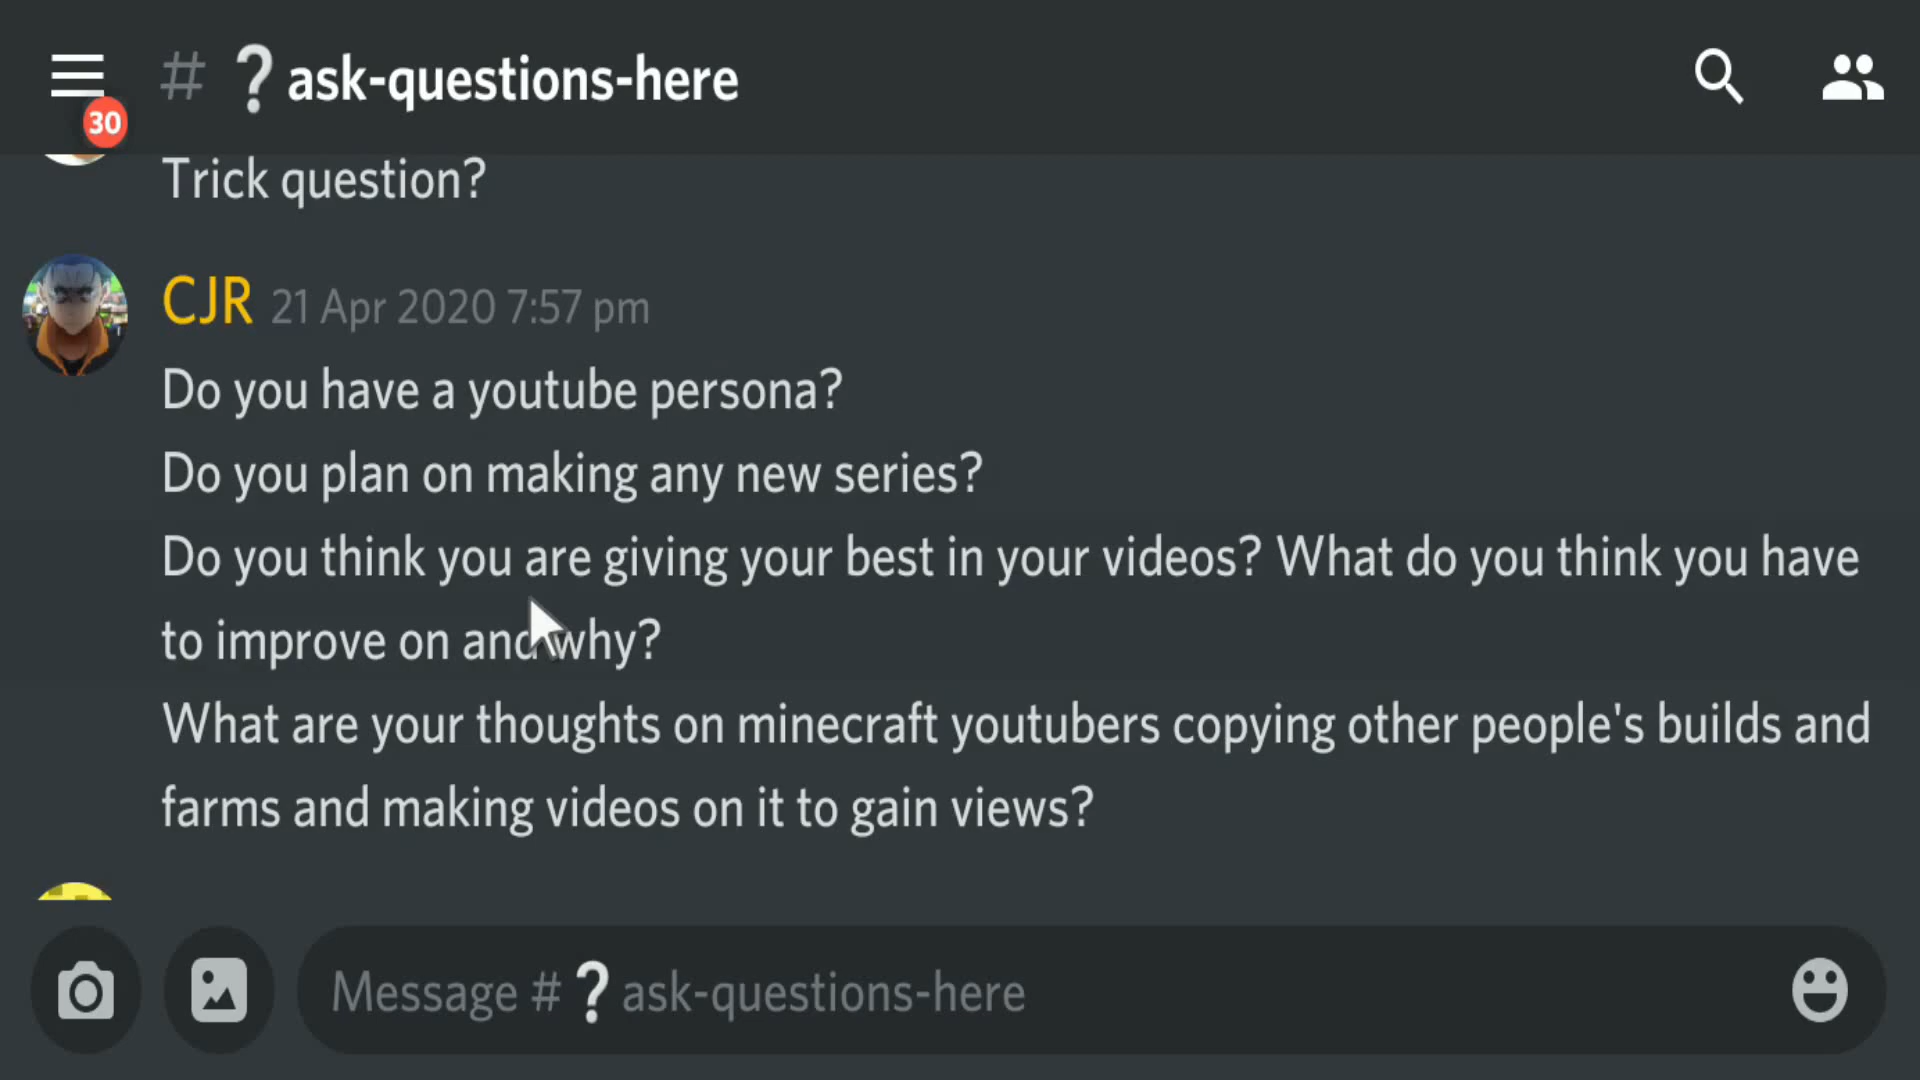 # ❔ask-questions-here
30
Trick question?
CJR 21 Apr 2020 7:57 pm
Do you have a youtube persona?
Do you plan on making any new series?
Do you think you are giving your best in your videos? What do you think you have
to improve on and why?
What are your thoughts on minecraft youtubers copying other people's builds and
farms and making videos on it to gain views?
Message #❔ask-questions-here